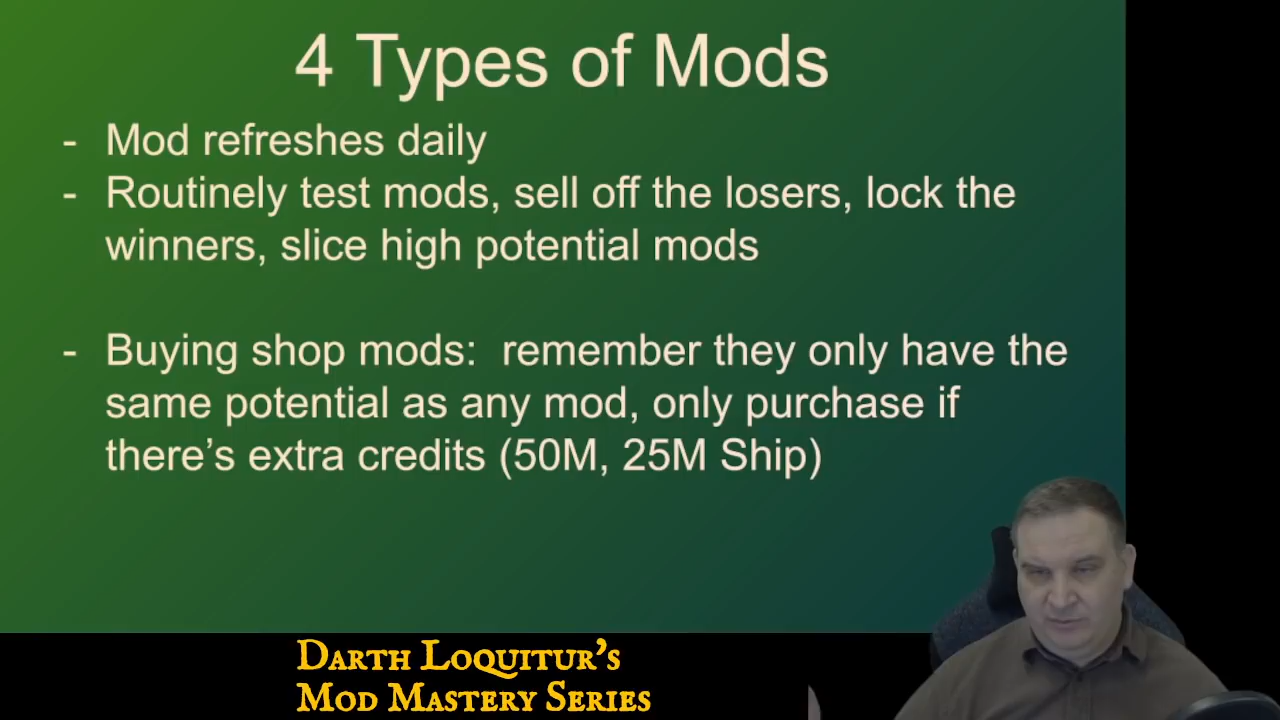 4 Types of Mods
- Mod refreshes daily
- Routinely test mods, sell off the losers, lock the
winners, slice high potential mods
- Buying shop mods:  remember they only have the
same potential as any mod, only purchase if
there's extra credits (50M, 25M Ship)
Darth Loquitur's
Mod Mastery Series